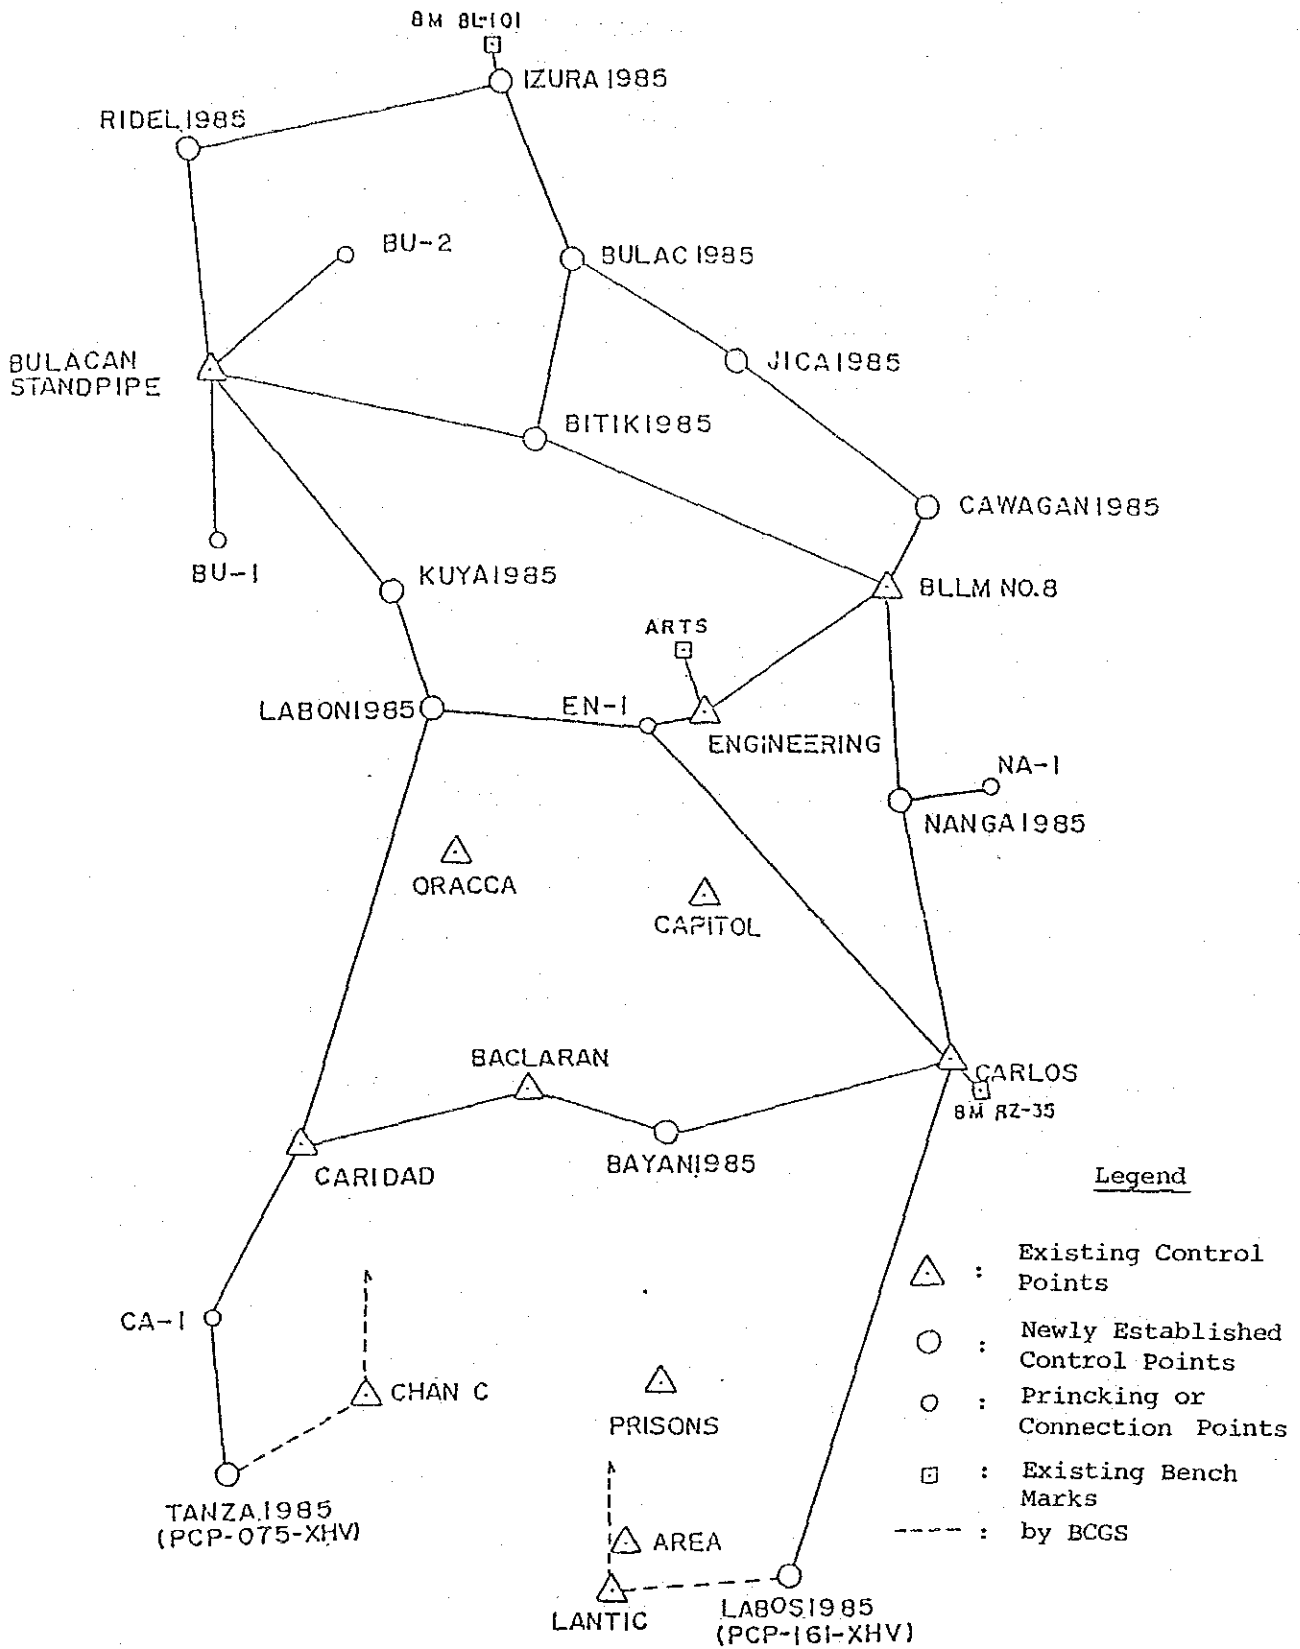 BM BL-101
IZURA 1985
RIDEL 1985
BU-2
BULAC 1985
BULACAN
STANDPIPE
JICA 1985
BITIK 1985
CAWAGAN 1985
BU-1
KUYA 1985
BLLM NO.8
ARTS
LABON 1985
EN-1
ENGINEERING
NA-1
NANGA 1985
ORACCA
CAPITOL
BACLARAN
CARLOS
BM RZ-35
BAYAN 1985
CARIDAD
Legend
: Existing Control
Points
CA-1
: Newly Established
Control Points
CHAN C
: Princking or
Connection Points
PRISONS
: Existing Bench
Marks
TANZA 1985
(PCP-075-XHV)
: by BCGS
AREA
LANTIC
LABOS 1985
(PCP-161-XHV)